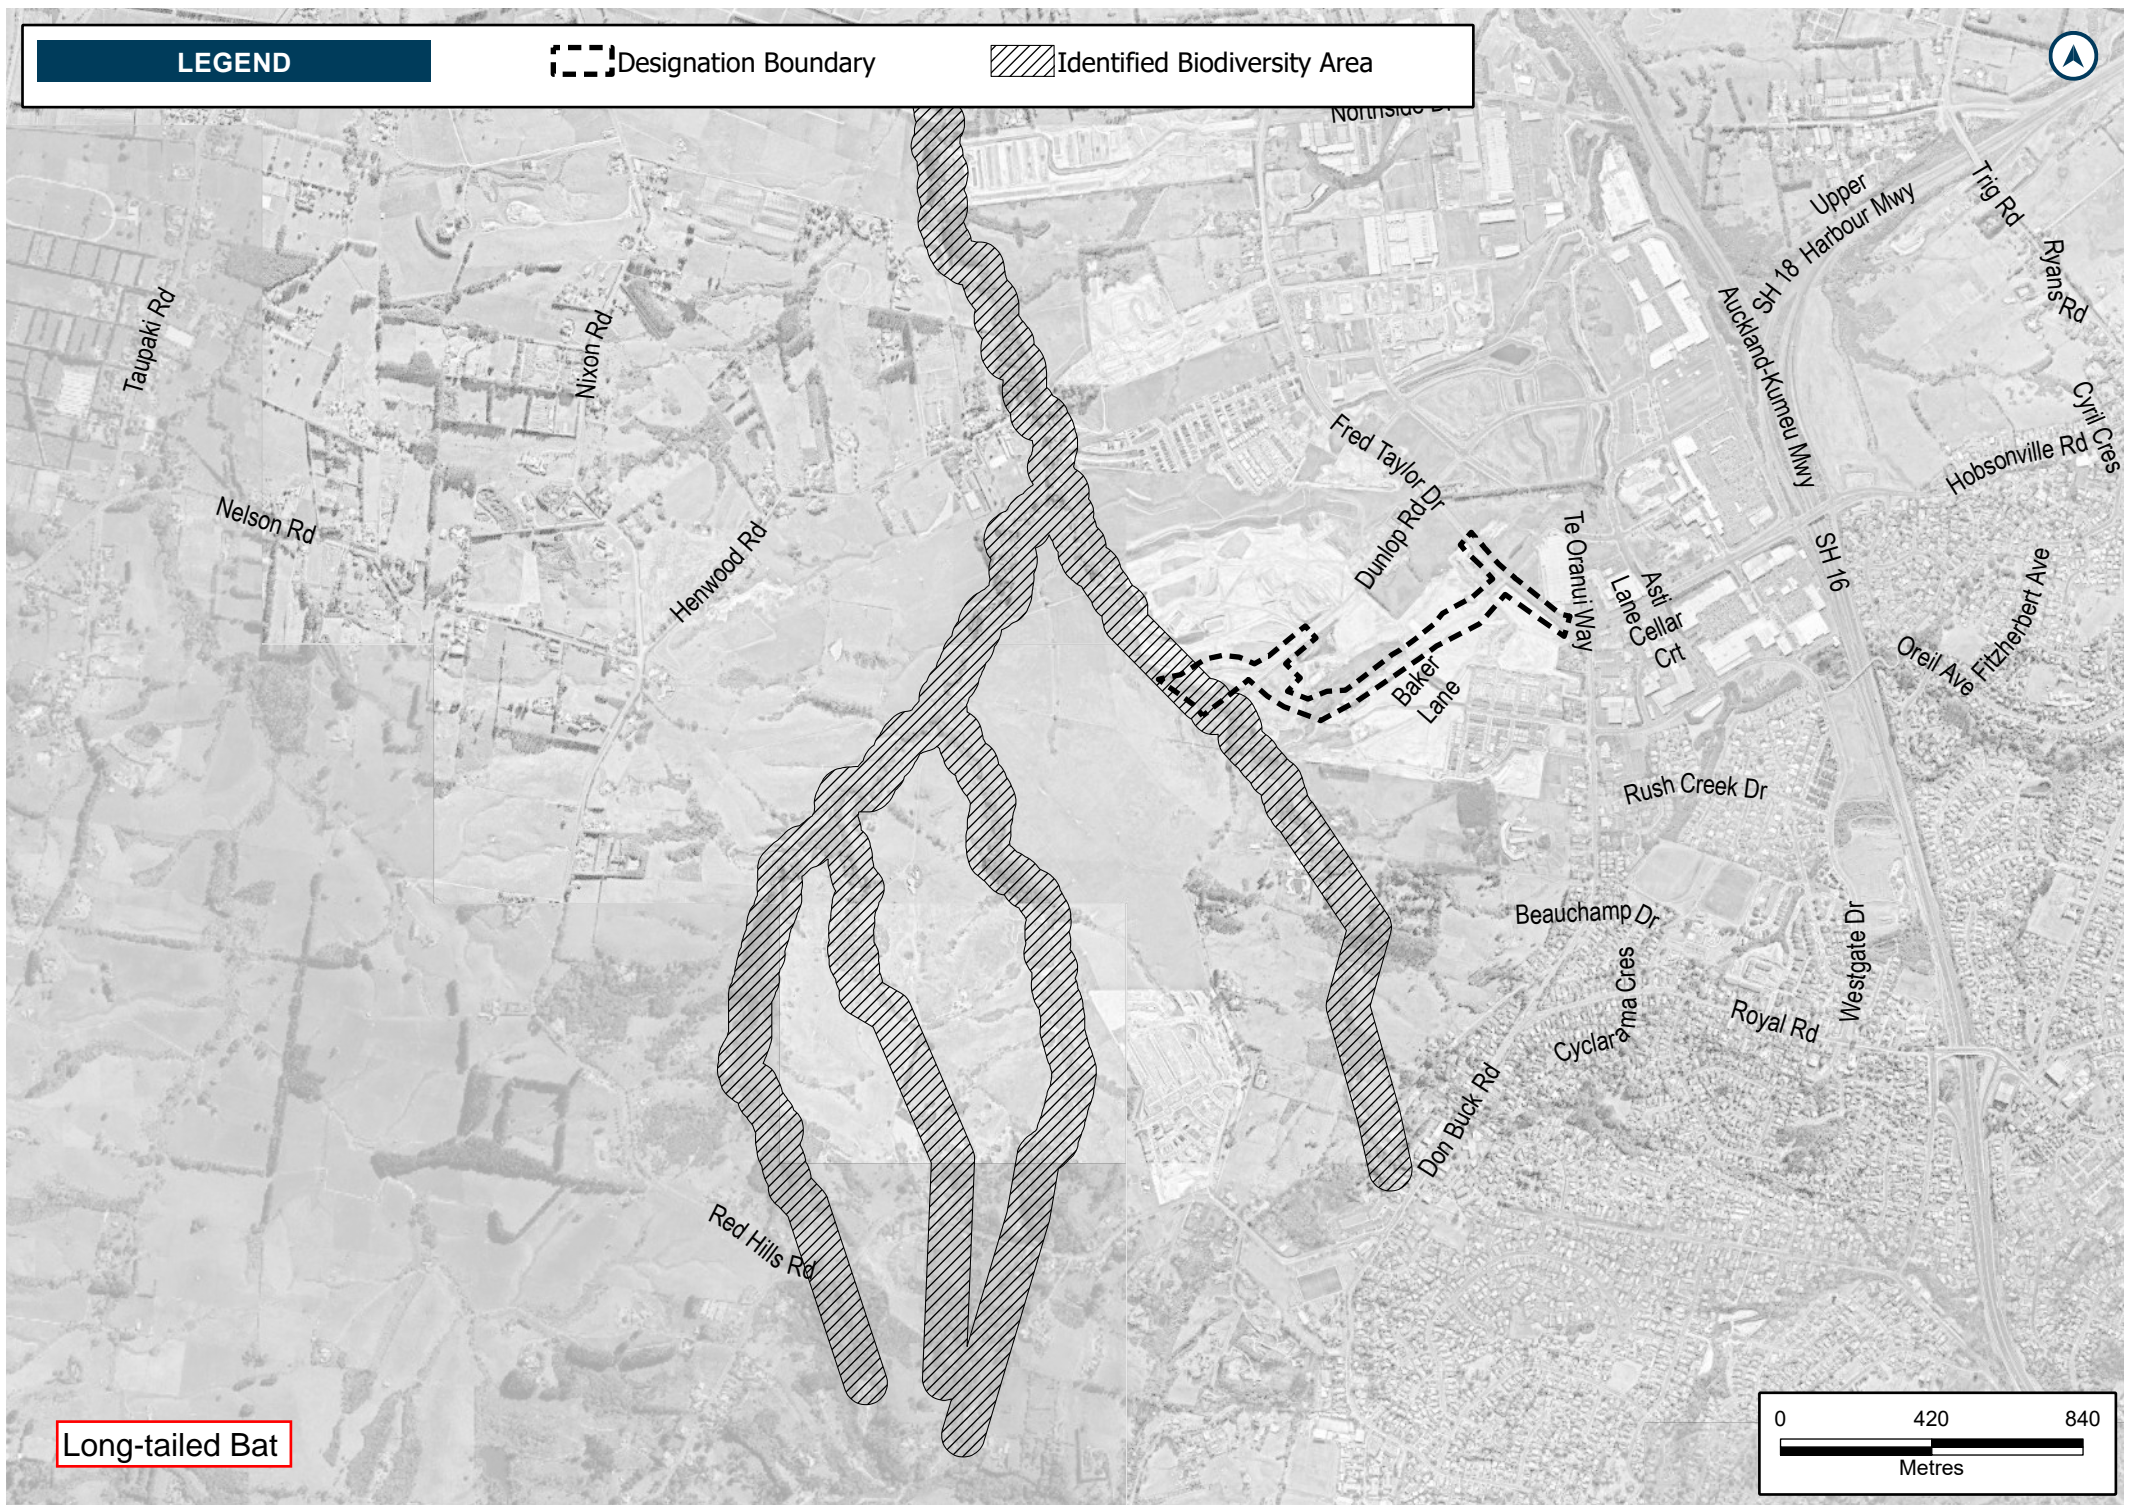 LEGEND
Designation Boundary
Identified Biodiversity Area
Northside
Trig Rd
Upper
Harbour Mwy
SH 18
Ryans Rd
Taupaki Rd
Nixon Rd
Auckland-Kumeu Mwy
Cyril Cres
Hobsonville Rd
Fred Taylor Dr
Nelson Rd
Henwood Rd
Dunlop Rd
Te Oranui Way
SH 16
Asti
Lane
Cellar
Crt
Fitzherbert Ave
Oreil Ave
Baker
Lane
Rush Creek Dr
Beauchamp Dr
Westgate Dr
Cyclarama Cres
Royal Rd
Don Buck Rd
Red Hills Rd
Long-tailed Bat
0 420 840
Metres